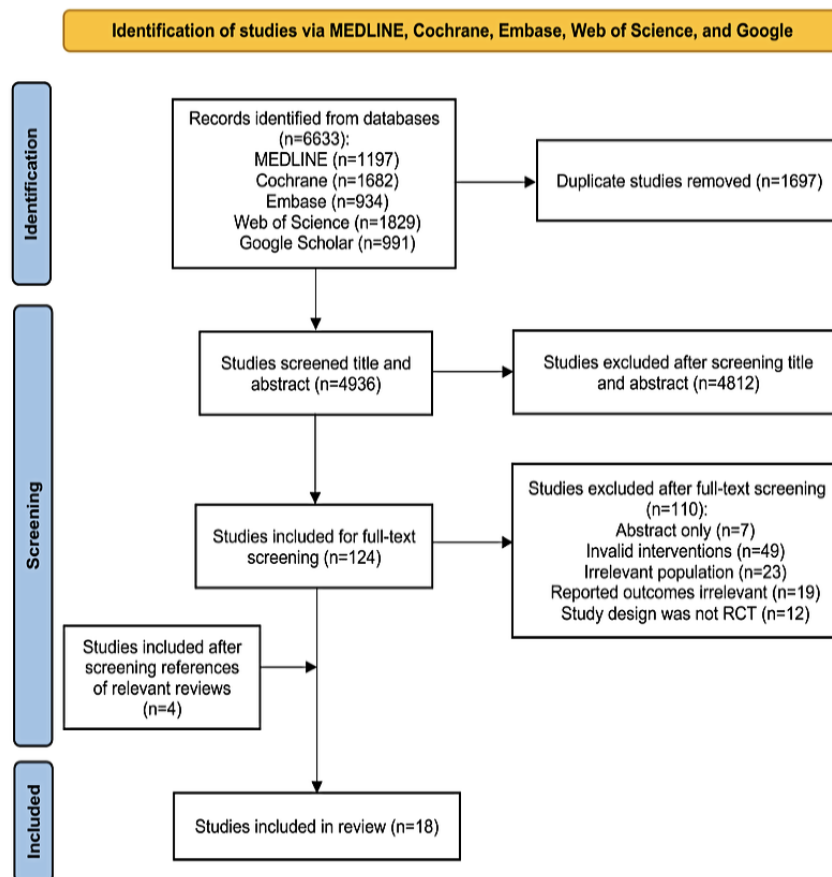 Identification of studies via MEDLINE, Cochrane, Embase, Web of Science, and Google
Identification
Records identified from databases
(n=6633):
MEDLINE (n=1197)
Cochrane (n=1682)
Embase (n=934)
Web of Science (n=1829)
Google Scholar (n=991)
Duplicate studies removed (n=1697)
Screening
Studies screened title and
abstract (n=4936)
Studies excluded after screening title
and abstract (n=4812)
Studies included for full-text
screening (n=124)
Studies excluded after full-text screening
(n=110):
Abstract only (n=7)
Invalid interventions (n=49)
Irrelevant population (n=23)
Reported outcomes irrelevant (n=19)
Study design was not RCT (n=12)
Studies included after
screening references
of relevant reviews
(n=4)
Included
Studies included in review (n=18)